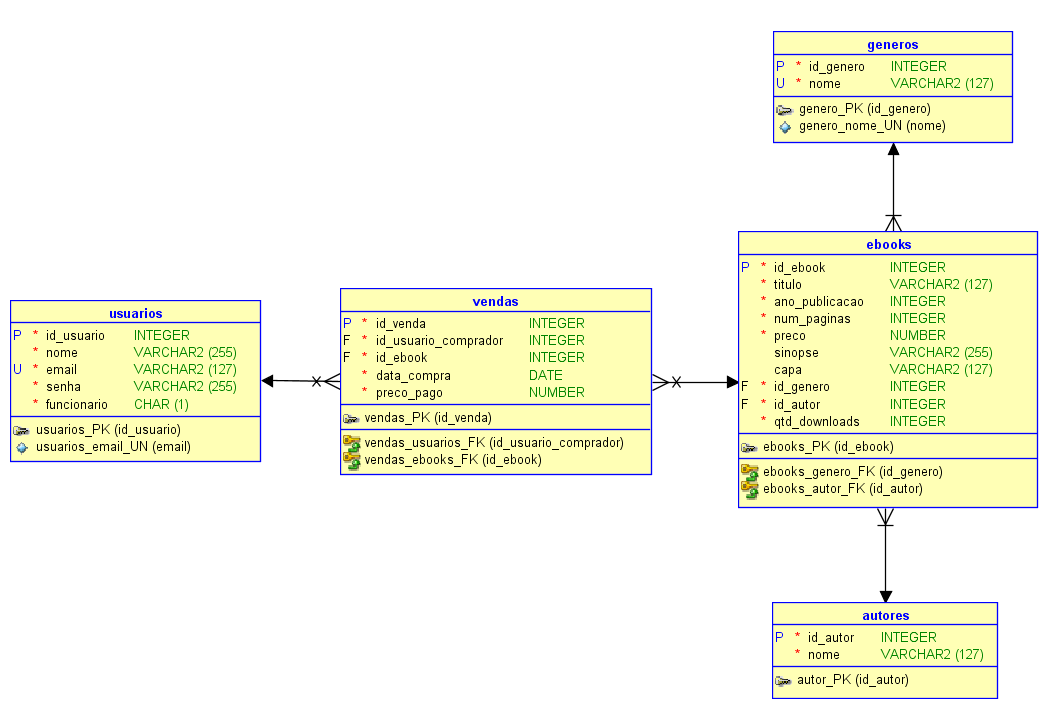 generos
P * id_genero INTEGER
U * nome VARCHAR2 (127)
genero_PK (id_genero)
genero_nome_UN (nome)
ebooks
P * id_ebook INTEGER
* titulo VARCHAR2 (127)
* ano_publicacao INTEGER
* num_paginas INTEGER
* preco NUMBER
sinopse VARCHAR2 (255)
capa VARCHAR2 (127)
F * id_genero INTEGER
F * id_autor INTEGER
* qtd_downloads INTEGER
ebooks_PK (id_ebook)
ebooks_genero_FK (id_genero)
ebooks_autor_FK (id_autor)
vendas
P * id_venda INTEGER
F * id_usuario_comprador INTEGER
F * id_ebook INTEGER
* data_compra DATE
* preco_pago NUMBER
vendas_PK (id_venda)
vendas_usuarios_FK (id_usuario_comprador)
vendas_ebooks_FK (id_ebook)
usuarios
P * id_usuario INTEGER
* nome VARCHAR2 (255)
U * email VARCHAR2 (127)
* senha VARCHAR2 (255)
* funcionario CHAR (1)
usuarios_PK (id_usuario)
usuarios_email_UN (email)
autores
P * id_autor INTEGER
* nome VARCHAR2 (127)
autor_PK (id_autor)